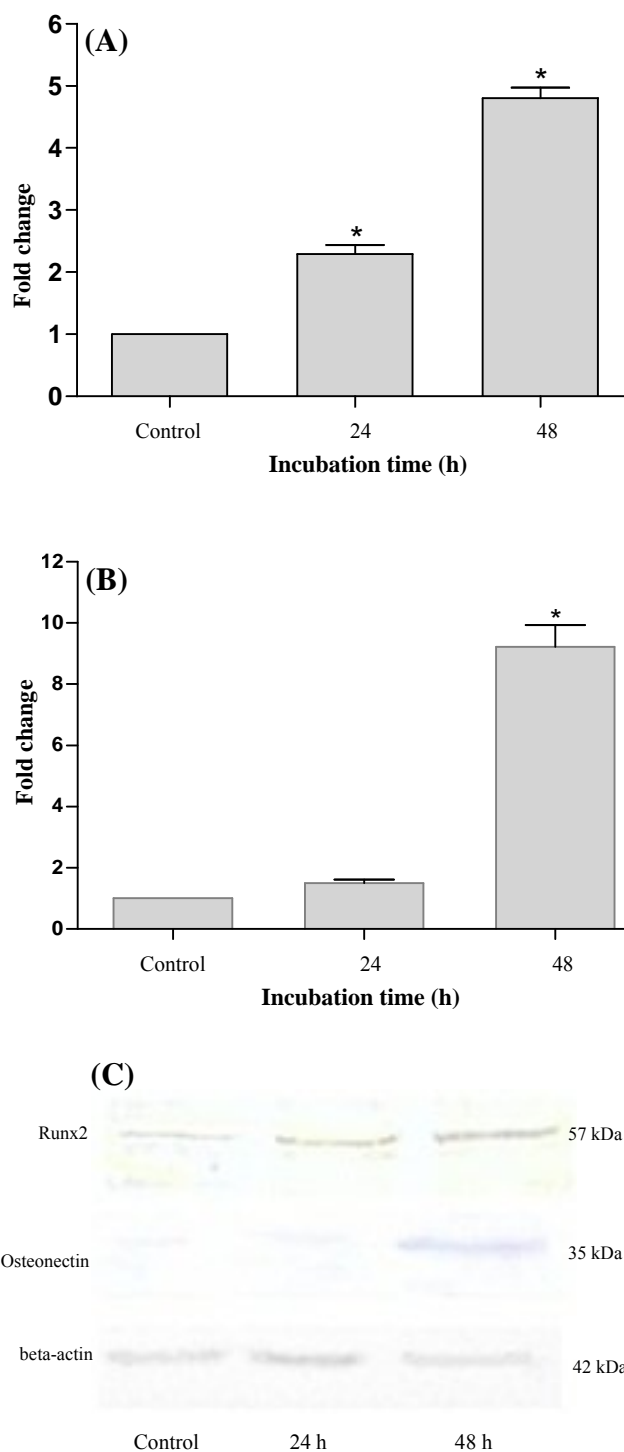 (A)
6
5
4
3
2
1
0
Fold change
*
*
Control 24 48
Incubation time (h)
(B)
12
10
8
6
4
2
0
Fold change
*
Control 24 48
Incubation time (h)
(C)
Runx2 57 kDa
Osteonectin 35 kDa
beta-actin 42 kDa
Control 24 h 48 h